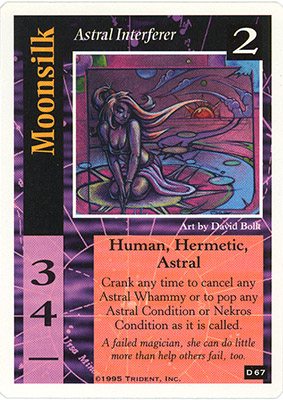 Moonsilk
Astral Interferer
2
Art by David Bolt
Human, Hermetic,
Astral
Crank any time to cancel any
Astral Whammy or to pop any
Astral Condition or Nekros
Condition as it is called.
A failed magician, she can do little
more than help others fail, too.
3
4
—
Ursa Mino
©1995 TRIDENT, INC.
D 67